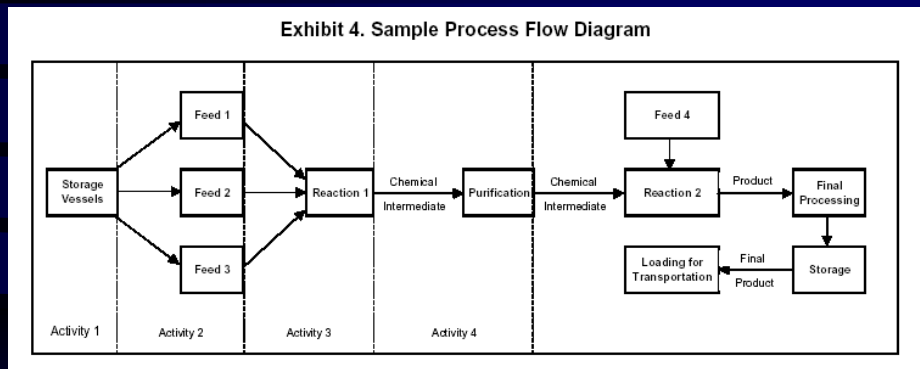 Exhibit 4. Sample Process Flow Diagram
Feed 1
Feed 4
Storage
Vessels
Feed 2
Reaction 1
Chemical
Intermediate
Purification
Chemical
Intermediate
Reaction 2
Product
Final
Processing
Feed 3
Loading for
Transportation
Final
Product
Storage
Activity 1
Activity 2
Activity 3
Activity 4